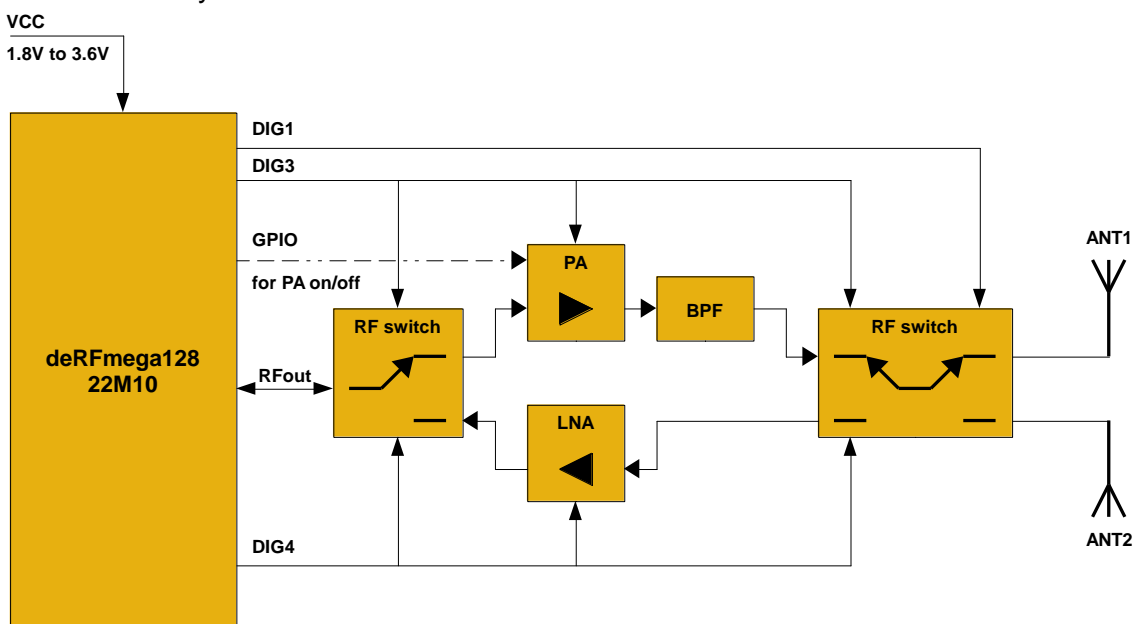 VCC
1.8V to 3.6V
DIG1
DIG3
GPIO
for PA on/off
PA
BPF
ANT1
RF switch
RF switch
deRFmega128
22M10
RFout
LNA
DIG4
ANT2